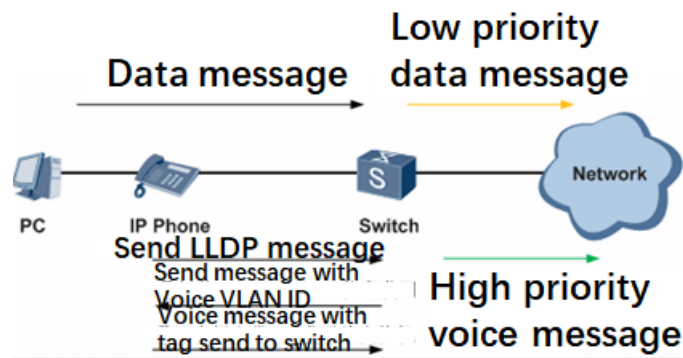 Low priority
Data message data message
S
Network
PC IP Phone Switch
Send LLDP message
Send message with
Voice VLAN ID
High priority
Voice message with
voice message
tag send to switch